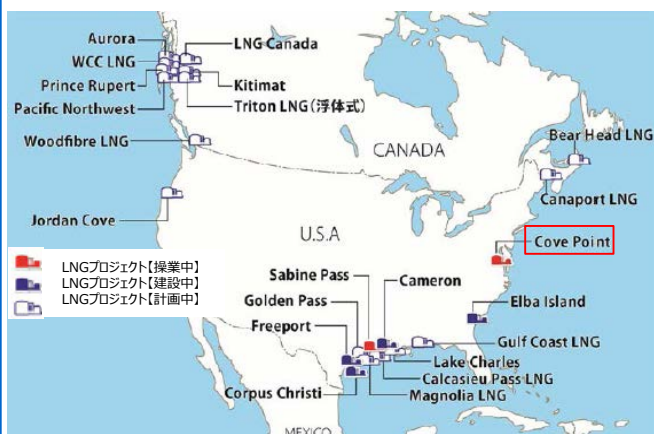 Aurora
LNG Canada
WCC LNG
Prince Rupert
Kitimat
Pacific Northwest
Triton LNG (浮体式)
Woodfibre LNG
CANADA
Bear Head LNG
Canaport LNG
Jordan Cove
U.S.A
Cove Point
LNGプロジェクト【操業中】
LNGプロジェクト【建設中】
LNGプロジェクト【計画中】
Sabine Pass
Cameron
Golden Pass
Elba Island
Freeport
Gulf Coast LNG
Lake Charles
Calcasieu Pass LNG
Corpus Christi
Magnolia LNG
MEXICO